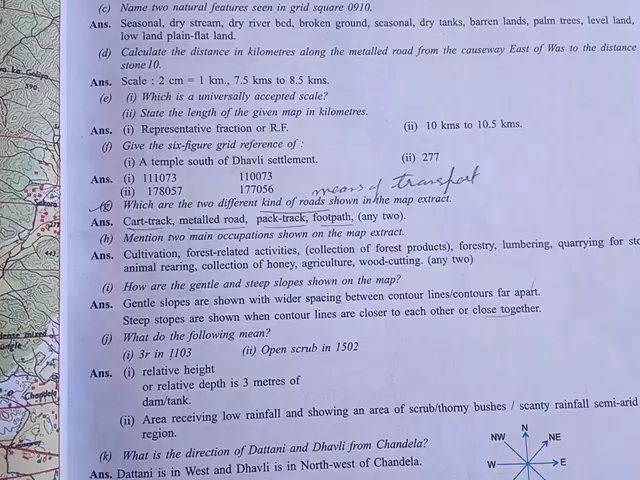 (c) Name two natural features seen in grid square 0910.
Ans. Seasonal, dry stream, dry river bed, broken ground, seasonal, dry tanks, barren lands, palm trees, level land,
low land plain-flat land.
(d) Calculate the distance in kilometres along the metalled road from the causeway East of Was to the distance
stone 10.
Ans. Scale : 2 cm = 1 km., 7.5 kms to 8.5 kms.
(e) (i) Which is a universally accepted scale?
(ii) State the length of the given map in kilometres.
Ans. (i) Representative fraction or R.F. (ii) 10 kms to 10.5 kms.
(f) Give the six-figure grid reference of :
(i) A temple south of Dhavli settlement. (ii) 277
Ans. (i) 111073 110073
(ii) 178057 177056
means of transport
(g) Which are the two different kind of roads shown in the map extract.
Ans. Cart-track, metalled road, pack-track, footpath, (any two).
(h) Mention two main occupations shown on the map extract.
Ans. Cultivation, forest-related activities, (collection of forest products), forestry, lumbering, quarrying for
animal rearing, collection of honey, agriculture, wood-cutting. (any two)
(i) How are the gentle and steep slopes shown on the map?
Ans. Gentle slopes are shown with wider spacing between contour lines/contours far apart.
Steep stopes are shown when contour lines are closer to each other or close together.
(j) What do the following mean?
(i) 3r in 1103 (ii) Open scrub in 1502
Ans. (i) relative height
or relative depth is 3 metres of
dam/tank.
(ii) Area receiving low rainfall and showing an area of scrub/thorny bushes / scanty rainfall semi-arid
region.
(k) What is the direction of Dattani and Dhavli from Chandela?
Ans. Dattani is in West and Dhavli is in North-west of Chandela.
N
NW NE
W E